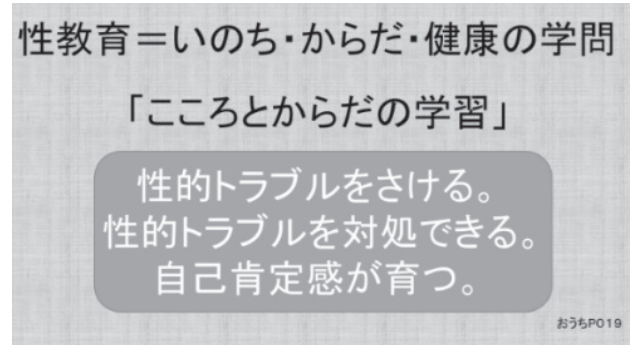 性教育＝いのち・からだ・健康の学問
「こころとからだの学習」
性的トラブルをさける。
性的トラブルを対処できる。
自己肯定感が育つ。
おうちP019